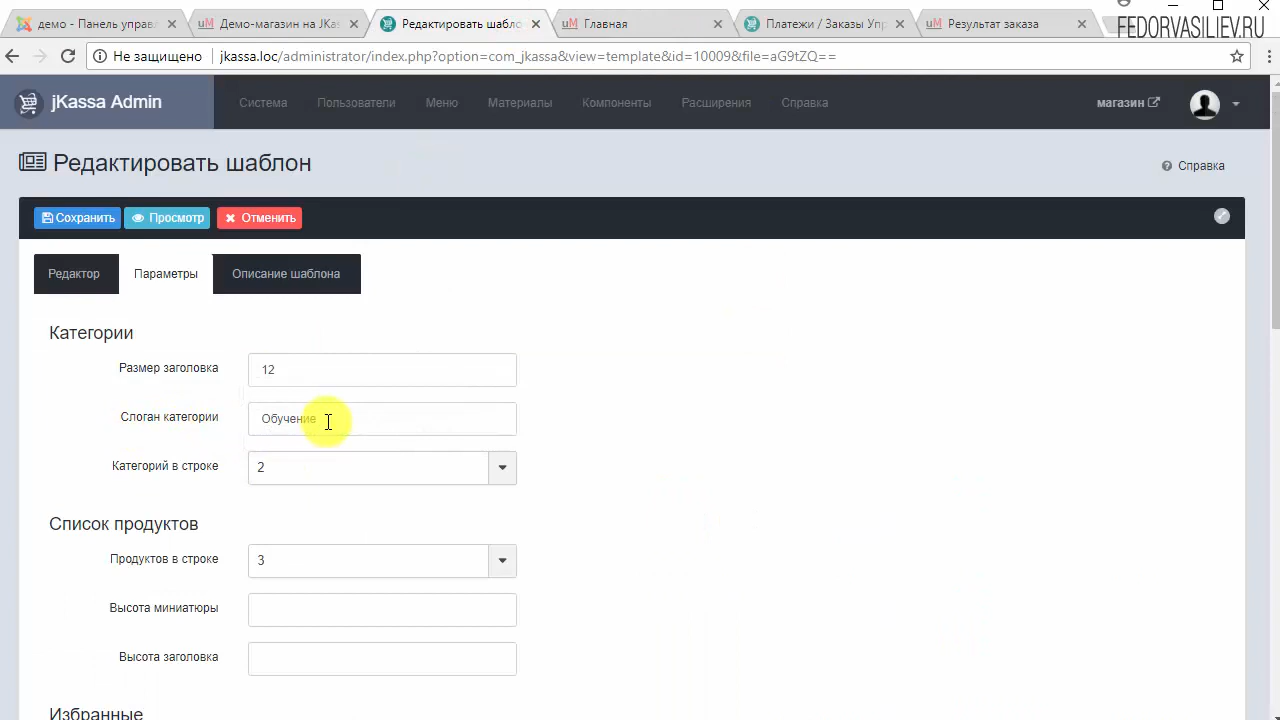 демо - Панель управл
Демо-магазин на JKas
Редактировать шабло
Главная
Платежи / Заказы Упр
Результат заказа
FEDORVASILIEV.RU
Не защищено
jkassa.loc/administrator/index.php?option=com_jkassa&view=template&id=10009&file=aG9tZQ==
jKassa Admin
Система
Пользователи
Меню
Материалы
Компоненты
Расширения
Справка
магазин
Редактировать шаблон
Справка
Сохранить
Просмотр
Отменить
Редактор
Параметры
Описание шаблона
Категории
Размер заголовка
12
Слоган категории
Обучение
Категорий в строке
2
Список продуктов
Продуктов в строке
3
Высота миниатюры
Высота заголовка
Избранные